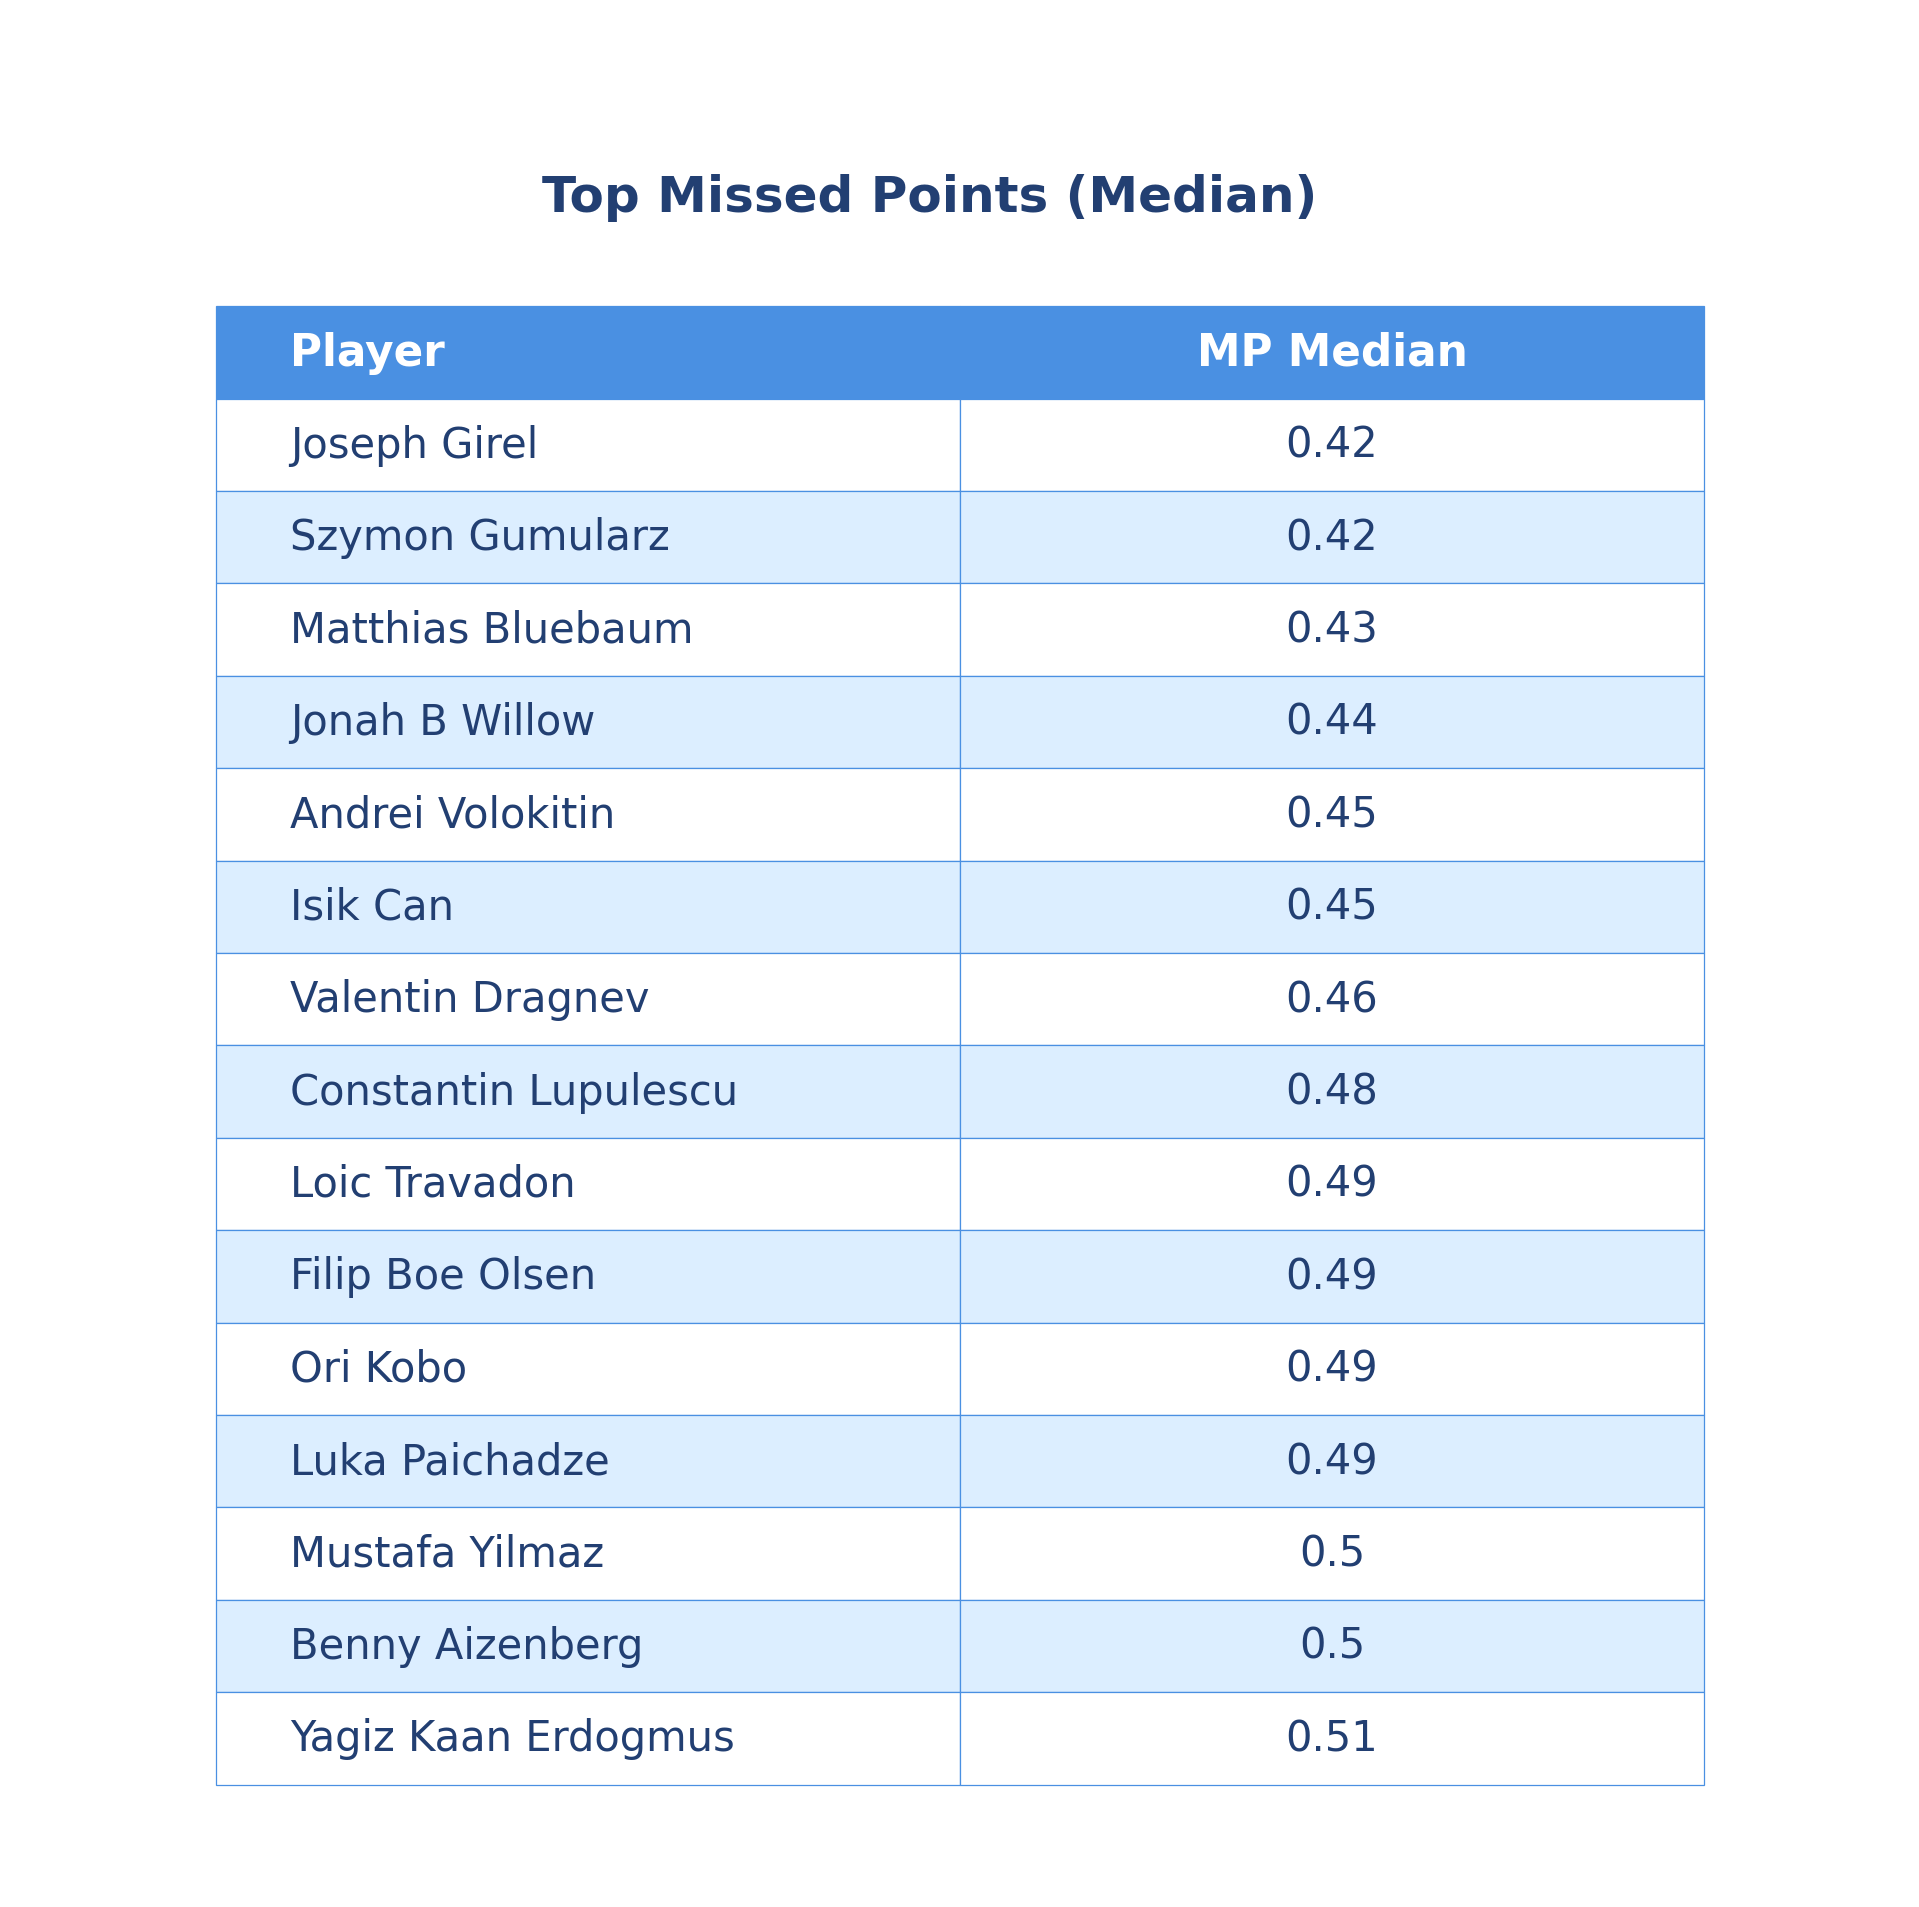 Top Missed Points (Median)
Player MP Median
Joseph Girel 0.42
Szymon Gumularz 0.42
Matthias Bluebaum 0.43
Jonah B Willow 0.44
Andrei Volokitin 0.45
Isik Can 0.45
Valentin Dragnev 0.46
Constantin Lupulescu 0.48
Loic Travadon 0.49
Filip Boe Olsen 0.49
Ori Kobo 0.49
Luka Paichadze 0.49
Mustafa Yilmaz 0.5
Benny Aizenberg 0.5
Yagiz Kaan Erdogmus 0.51